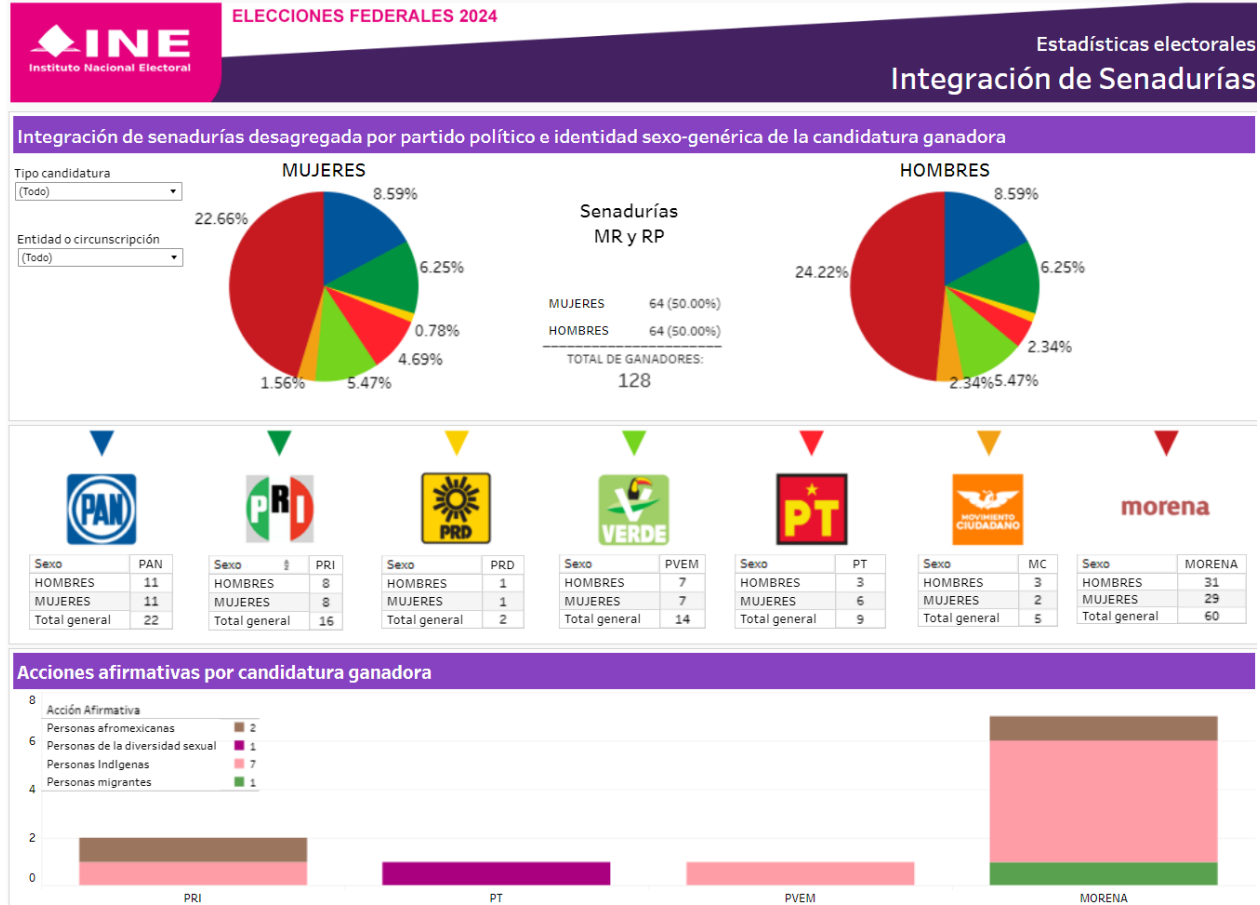 ELECCIONES FEDERALES 2024
INE
Instituto Nacional Electoral
Estadísticas electorales
Integración de Senadurías
Integración de senadurías desagregada por partido político e identidad sexo-genérica de la candidatura ganadora
Tipo candidatura
(Todo)
Entidad o circunscripción
(Todo)
MUJERES
8.59%
22.66%
6.25%
0.78%
4.69%
1.56%
5.47%
Senadurías
MR y RP
MUJERES 64 (50.00%)
HOMBRES 64 (50.00%)
TOTAL DE GANADORES:
128
HOMBRES
8.59%
24.22%
6.25%
2.34%
2.34%
5.47%
PAN
PRI
PRD
VERDE
PT
MOVIMIENTO
CIUDADANO
morena
Sexo PAN
HOMBRES 11
MUJERES 11
Total general 22
Sexo PRI
HOMBRES 8
MUJERES 8
Total general 16
Sexo PRD
HOMBRES 1
MUJERES 1
Total general 2
Sexo PVEM
HOMBRES 7
MUJERES 7
Total general 14
Sexo PT
HOMBRES 3
MUJERES 6
Total general 9
Sexo MC
HOMBRES 3
MUJERES 2
Total general 5
Sexo MORENA
HOMBRES 31
MUJERES 29
Total general 60
Acciones afirmativas por candidatura ganadora
8
6
4
2
0
Acción Afirmativa
Personas afromexicanas 2
Personas de la diversidad sexual 1
Personas Indígenas 7
Personas migrantes 1
PRI
PT
PVEM
MORENA